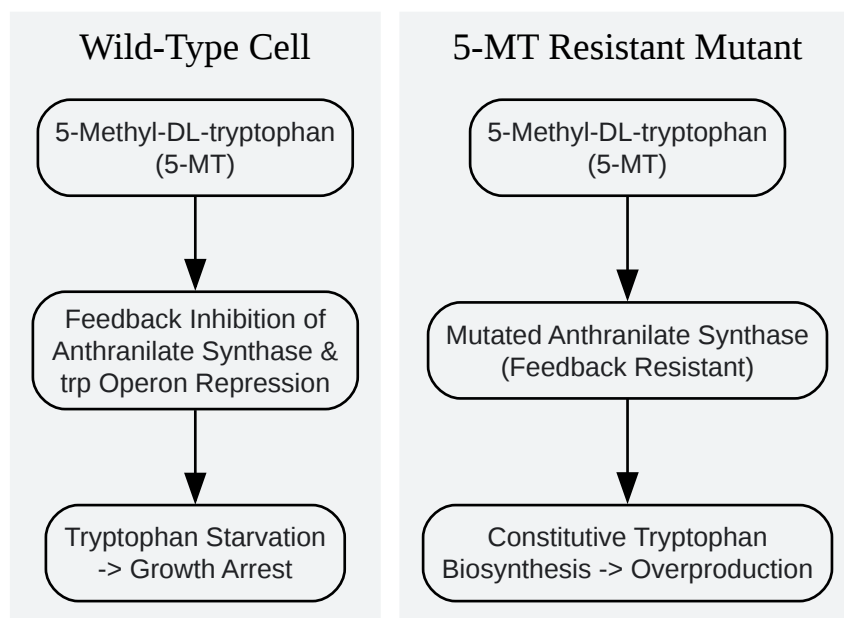 Wild-Type Cell
5-Methyl-DL-tryptophan
(5-MT)
Feedback Inhibition of
Anthranilate Synthase &
trp Operon Repression
Tryptophan Starvation
-> Growth Arrest
5-MT Resistant Mutant
5-Methyl-DL-tryptophan
(5-MT)
Mutated Anthranilate Synthase
(Feedback Resistant)
Constitutive Tryptophan
Biosynthesis -> Overproduction